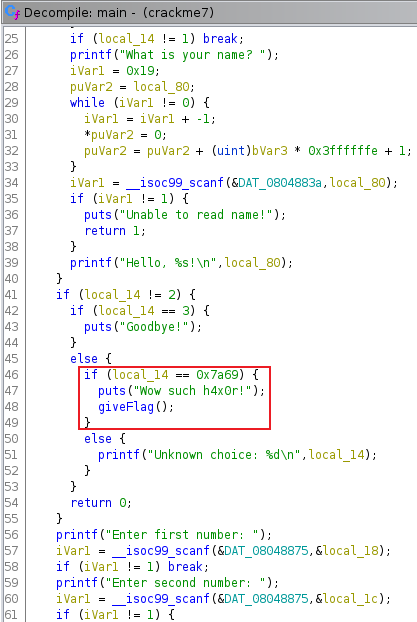 Decompile: main - (crackme7)
25 if (local_14 != 1) break;
26 printf("What is your name? ");
27 iVar1 = 0x19;
28 puVar2 = local_80;
29 while (iVar1 != 0) {
30 iVar1 = iVar1 + -1;
31 *puVar2 = 0;
32 puVar2 = puVar2 + (uint)bVar3 * 0x3ffffffe + 1;
33 }
34 iVar1 = __isoc99_scanf(&DAT_0804883a,local_80);
35 if (iVar1 != 1) {
36 puts("Unable to read name!");
37 return 1;
38 }
39 printf("Hello, %s!\n",local_80);
40 }
41 if (local_14 != 2) {
42 if (local_14 == 3) {
43 puts("Goodbye!");
44 }
45 else {
46 if (local_14 == 0x7a69) {
47 puts("Wow such h4x0r!");
48 giveFlag();
49 }
50 else {
51 printf("Unknown choice: %d\n",local_14);
52 }
53 }
54 return 0;
55 }
56 printf("Enter first number: ");
57 iVar1 = __isoc99_scanf(&DAT_08048875,&local_18);
58 if (iVar1 != 1) break;
59 printf("Enter second number: ");
60 iVar1 = __isoc99_scanf(&DAT_08048875,&local_1c);
61 if (iVar1 != 1) {